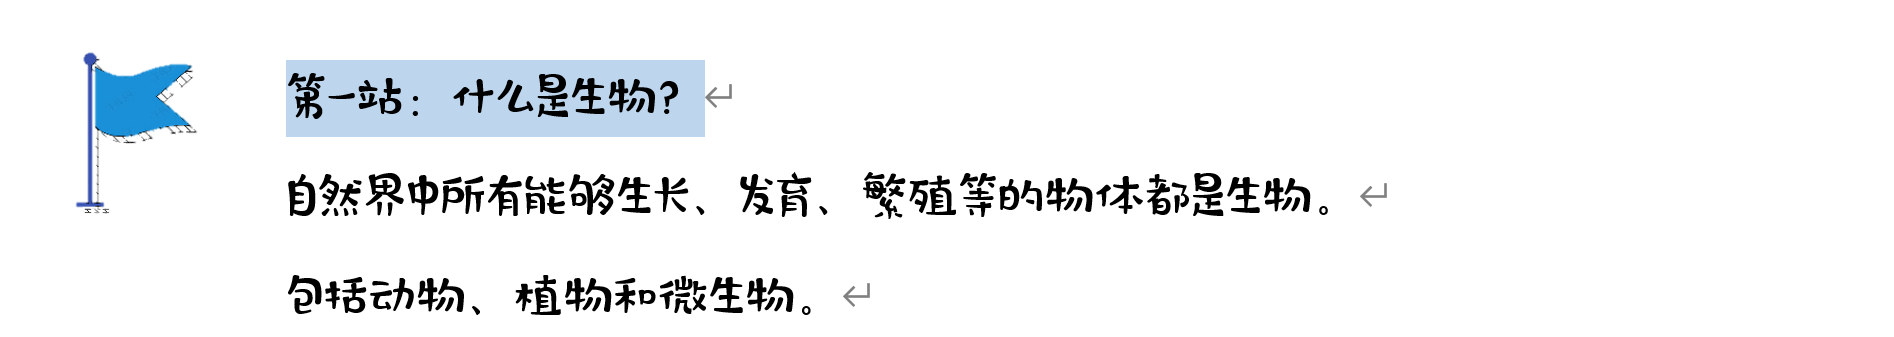 第一站：什么是生物？
自然界中所有能够生长、发育、繁殖等的物体都是生物。
包括动物、植物和微生物。